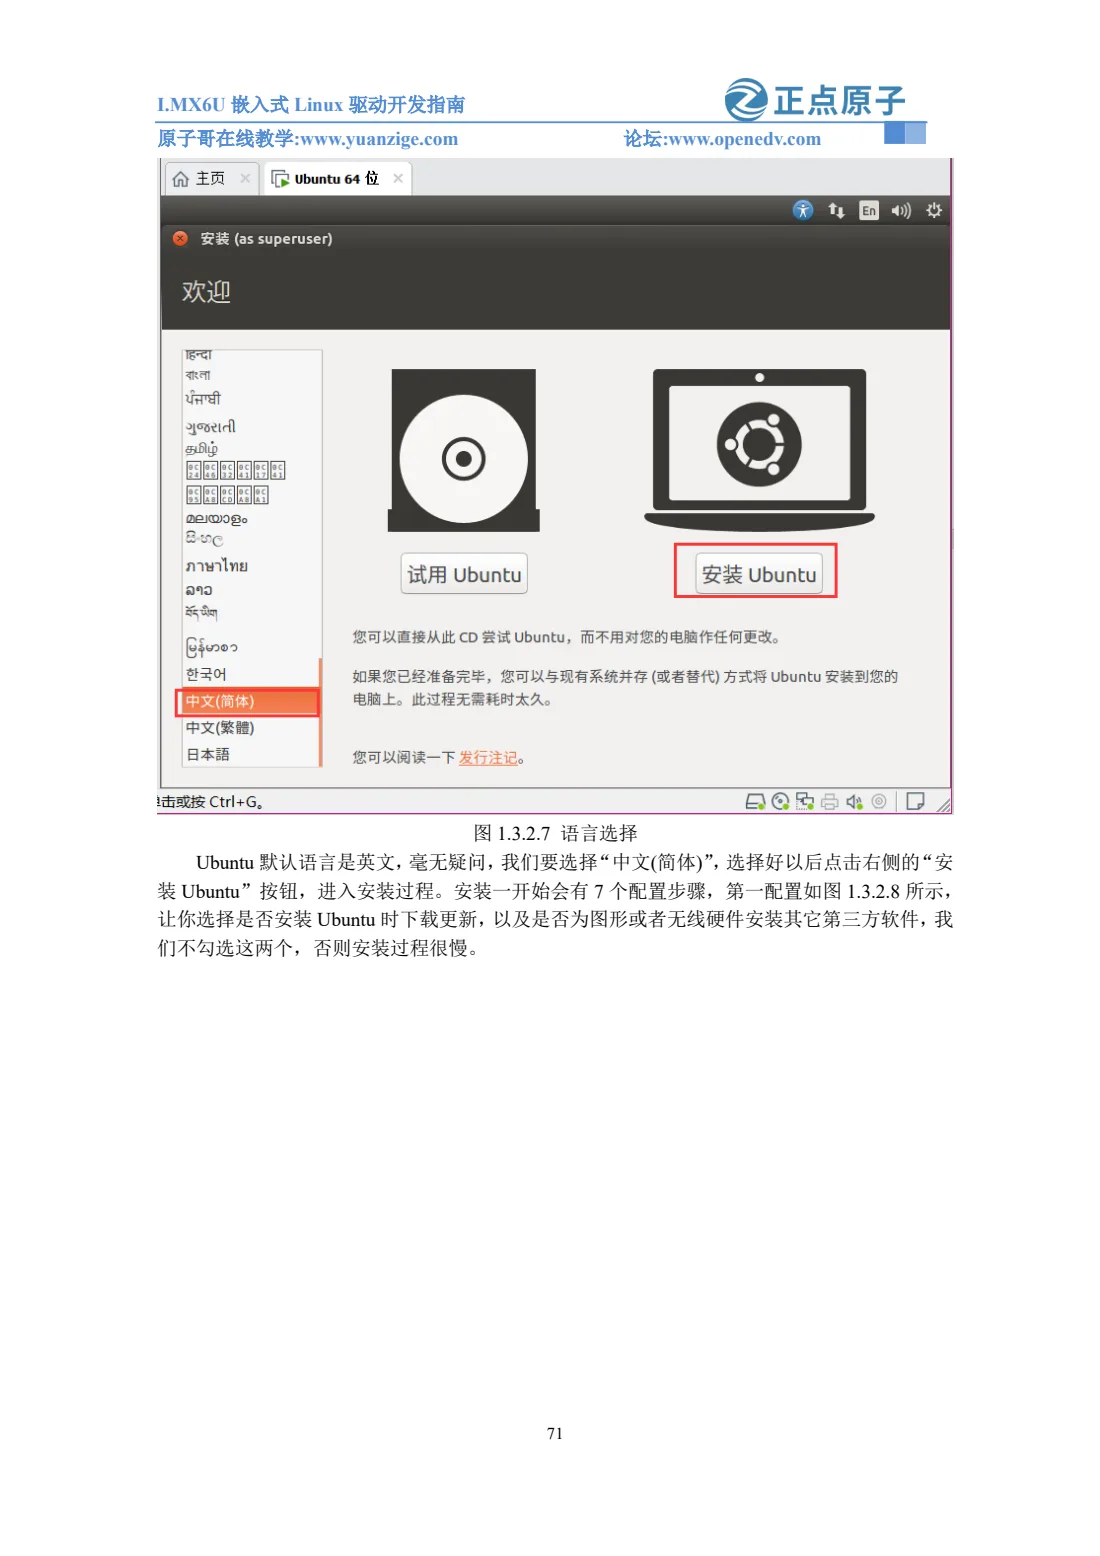 I.MX6U 嵌入式 Linux 驱动开发指南
正点原子
原子哥在线教学:www.yuanzige.com 论坛:www.openedv.com
主页 Ubuntu 64 位
En
安装 (as superuser)
欢迎
हिन्दी
বাংলা
ਪੰਜਾਬੀ
ગુજરાતી
தமிழ்
മലയാളം
සිංහල
ภาษาไทย
ລາວ
བོད་ཡིག
မြန်မာစာ
한국어
中文(简体)
中文(繁體)
日本語
试用 Ubuntu
安装 Ubuntu
您可以直接从此 CD 尝试 Ubuntu，而不用对您的电脑作任何更改。
如果您已经准备完毕，您可以与现有系统并存 (或者替代) 方式将 Ubuntu 安装到您的
电脑上。此过程无需耗时太久。
您可以阅读一下 发行注记。
击或按 Ctrl+G。
图 1.3.2.7 语言选择
Ubuntu 默认语言是英文，毫无疑问，我们要选择“中文(简体)”，选择好以后点击右侧的“安
装 Ubuntu”按钮，进入安装过程。安装一开始会有 7 个配置步骤，第一配置如图 1.3.2.8 所示，
让你选择是否安装 Ubuntu 时下载更新，以及是否为图形或者无线硬件安装其它第三方软件，我
们不勾选这两个，否则安装过程很慢。
71